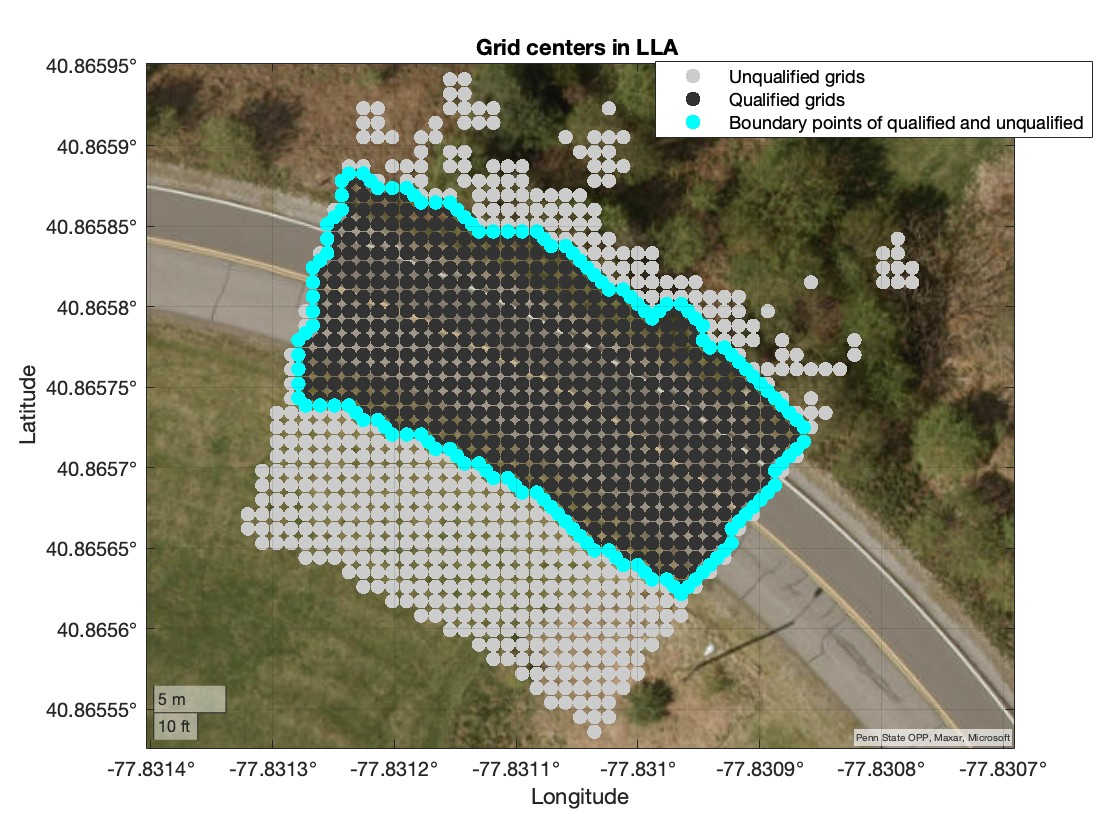 Grid centers in LLA
Unqualified grids
Qualified grids
Boundary points of qualified and unqualified
40.86595°
40.8659°
40.86585°
40.8658°
40.86575°
40.8657°
40.86565°
40.8656°
40.86555°
Latitude
5 m
10 ft
Penn State OPP, Maxar, Microsoft
-77.8314°
-77.8313°
-77.8312°
-77.8311°
-77.831°
-77.8309°
-77.8308°
-77.8307°
Longitude